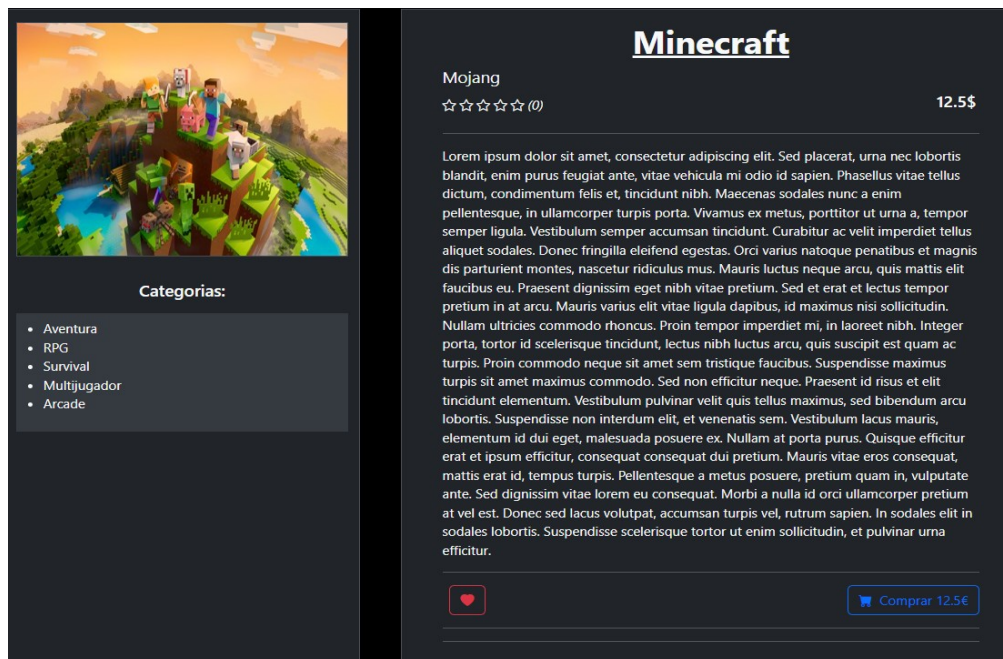 Minecraft
Mojang
(0)
12.5$
Lorem ipsum dolor sit amet, consectetur adipiscing elit. Sed placerat, urna nec lobortis
blandit, enim purus feugiat ante, vitae vehicula mi odio id sapien. Phasellus vitae tellus
dictum, condimentum felis et, tincidunt nibh. Maecenas sodales nunc a enim
pellentesque, in ullamcorper turpis porta. Vivamus ex metus, porttitor ut urna a, tempor
semper ligula. Vestibulum semper accumsan tincidunt. Curabitur ac velit imperdiet tellus
aliquet sodales. Donec fringilla eleifend egestas. Orci varius natoque penatibus et magnis
dis parturient montes, nascetur ridiculus mus. Mauris luctus neque arcu, quis mattis elit
faucibus eu. Praesent dignissim eget nibh vitae pretium. Sed et erat et lectus tempor
pretium in at arcu. Mauris varius elit vitae ligula dapibus, id maximus nisi sollicitudin.
Nullam ultricies commodo rhoncus. Proin tempor imperdiet mi, in laoreet nibh. Integer
porta, tortor id scelerisque tincidunt, lectus nibh luctus arcu, quis suscipit est quam ac
turpis. Proin commodo neque sit amet sem tristique faucibus. Suspendisse maximus
turpis sit amet maximus commodo. Sed non efficitur neque. Praesent id risus et elit
tincidunt elementum. Vestibulum pulvinar velit quis tellus maximus, sed bibendum arcu
lobortis. Suspendisse non interdum elit, et venenatis sem. Vestibulum lacus mauris,
elementum id dui eget, malesuada posuere ex. Nullam at porta purus. Quisque efficitur
erat et ipsum efficitur, consequat consequat dui pretium. Mauris vitae eros consequat,
mattis erat id, tempus turpis. Pellentesque a metus posuere, pretium quam in, vulputate
ante. Sed dignissim vitae lorem eu consequat. Morbi a nulla id orci ullamcorper pretium
at vel est. Donec sed lacus volutpat, accumsan turpis vel, rutrum sapien. In sodales elit in
sodales lobortis. Suspendisse scelerisque tortor ut enim sollicitudin, et pulvinar urna
efficitur.
Comprar 12.5€
Categorias:
Aventura
RPG
Survival
Multijugador
Arcade